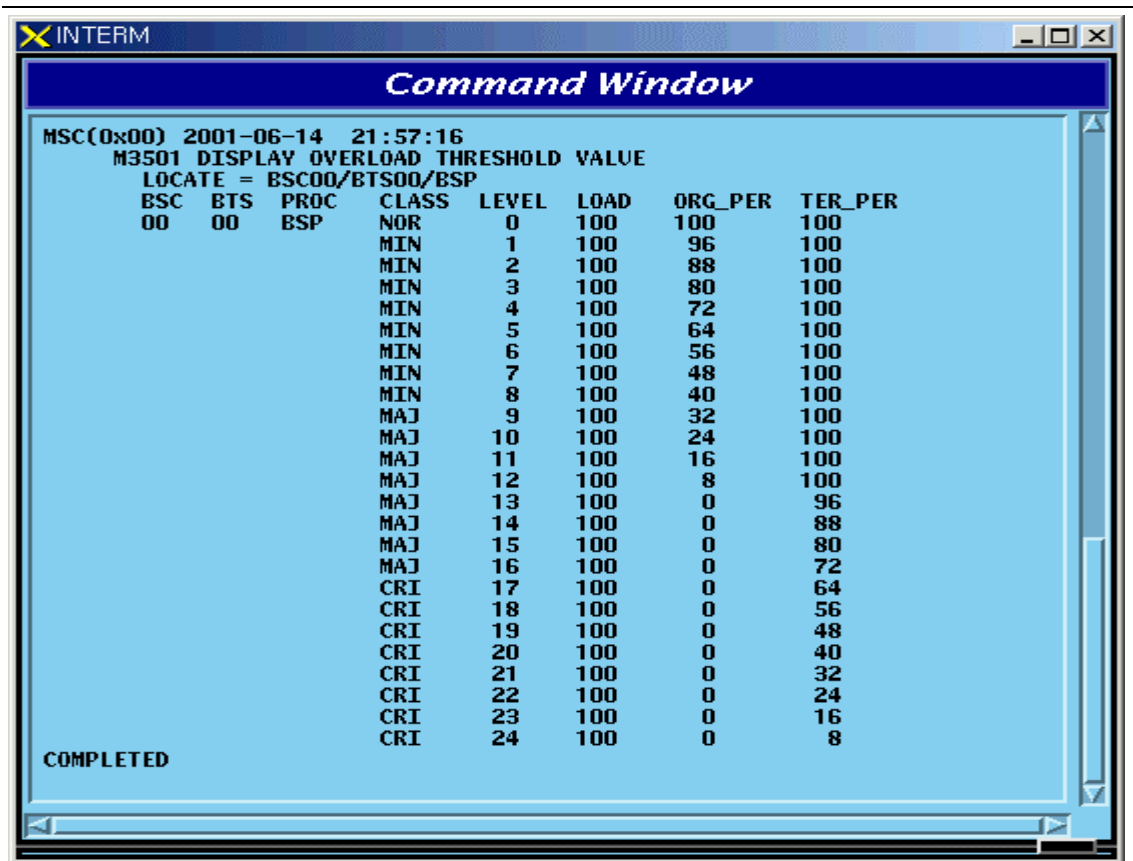 INTERM
Command Window
MSC(0x00) 2001-06-14 21:57:16
M3501 DISPLAY OVERLOAD THRESHOLD VALUE
LOCATE = BSC00/BTS00/BSP
BSC BTS PROC CLASS LEVEL LOAD ORG_PER TER_PER
00 00 BSP NOR 0 100 100 100
MIN 1 100 96 100
MIN 2 100 88 100
MIN 3 100 80 100
MIN 4 100 72 100
MIN 5 100 64 100
MIN 6 100 56 100
MIN 7 100 48 100
MIN 8 100 40 100
MAJ 9 100 32 100
MAJ 10 100 24 100
MAJ 11 100 16 100
MAJ 12 100 8 100
MAJ 13 100 0 96
MAJ 14 100 0 88
MAJ 15 100 0 80
MAJ 16 100 0 72
CRI 17 100 0 64
CRI 18 100 0 56
CRI 19 100 0 48
CRI 20 100 0 40
CRI 21 100 0 32
CRI 22 100 0 24
CRI 23 100 0 16
CRI 24 100 0 8
COMPLETED